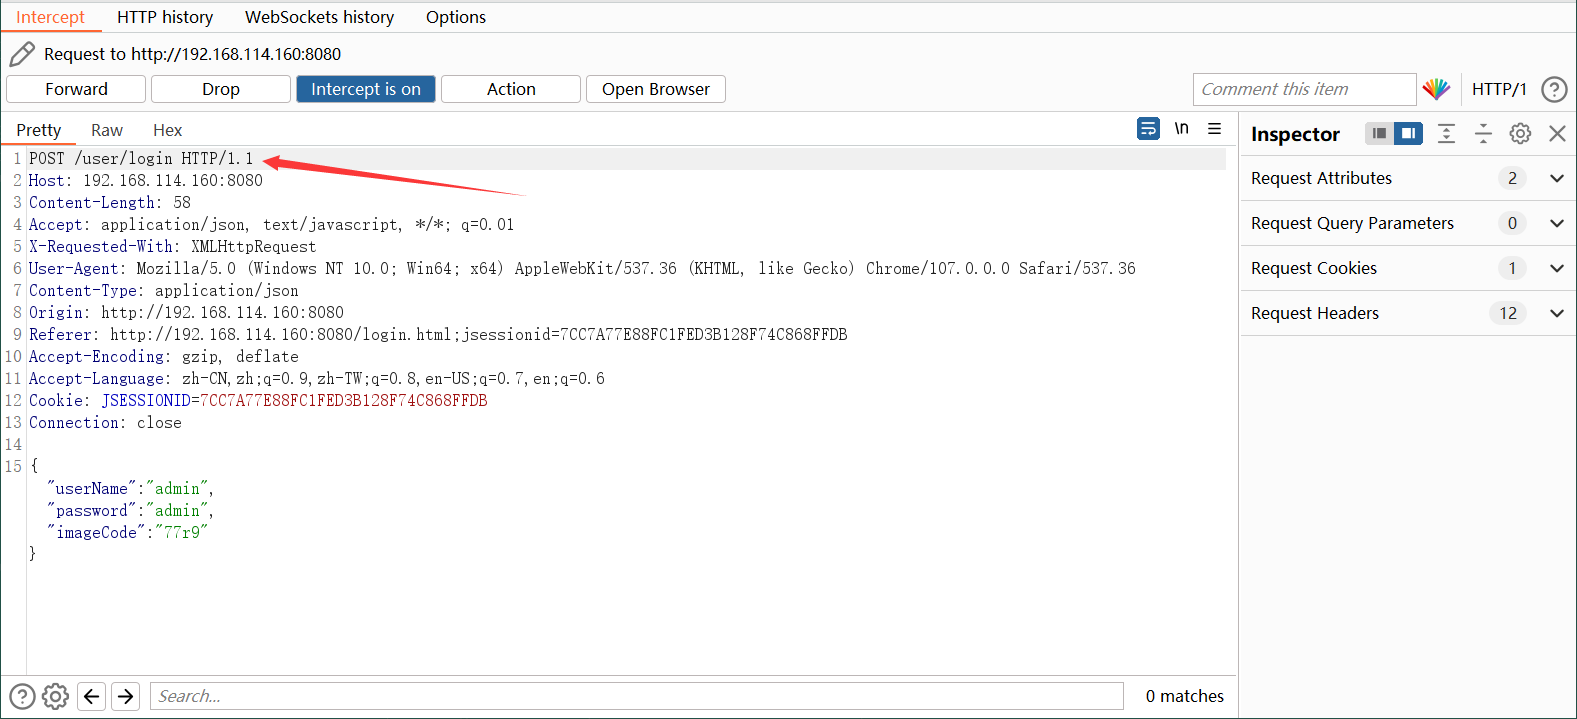 Intercept HTTP history WebSockets history Options
Request to http://192.168.114.160:8080
Forward Drop Intercept is on Action Open Browser Comment this item HTTP/1 ?
Pretty Raw Hex \n
Inspector
1 POST /user/login HTTP/1.1
2 Host: 192.168.114.160:8080
3 Content-Length: 58
4 Accept: application/json, text/javascript, */*; q=0.01
5 X-Requested-With: XMLHttpRequest
6 User-Agent: Mozilla/5.0 (Windows NT 10.0; Win64; x64) AppleWebKit/537.36 (KHTML, like Gecko) Chrome/107.0.0.0 Safari/537.36
7 Content-Type: application/json
8 Origin: http://192.168.114.160:8080
9 Referer: http://192.168.114.160:8080/login.html;jsessionid=7CC7A77E88FC1FED3B128F74C868FFDB
10 Accept-Encoding: gzip, deflate
11 Accept-Language: zh-CN,zh;q=0.9,zh-TW;q=0.8,en-US;q=0.7,en;q=0.6
12 Cookie: JSESSIONID=7CC7A77E88FC1FED3B128F74C868FFDB
13 Connection: close
14
15 {
"userName":"admin",
"password":"admin",
"imageCode":"77r9"
}
Request Attributes 2
Request Query Parameters 0
Request Cookies 1
Request Headers 12
? Search... 0 matches